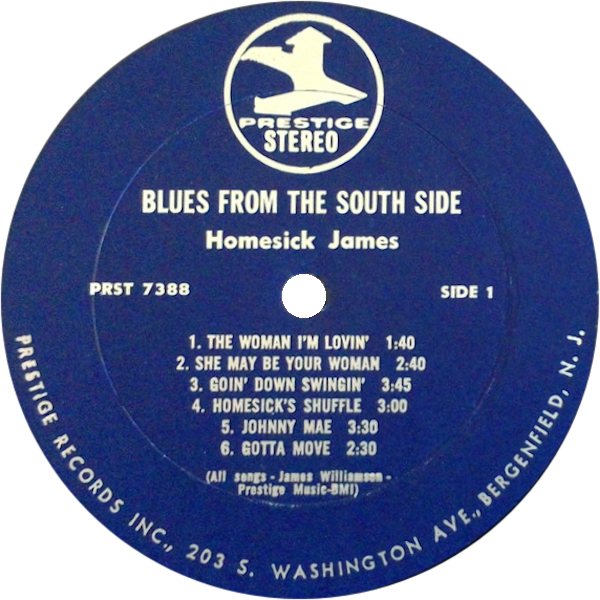 PRESTIGE
STEREO
BLUES FROM THE SOUTH SIDE
Homesick James
PRST 7388
SIDE 1
1. THE WOMAN I'M LOVIN' 1:40
2. SHE MAY BE YOUR WOMAN 2:40
3. GOIN' DOWN SWINGIN' 3:45
4. HOMESICK'S SHUFFLE 3:00
5. JOHNNY MAE 3:30
6. GOTTA MOVE 2:30
(All songs - James Williamson -
Prestige Music-BMI)
PRESTIGE RECORDS INC., 203 S. WASHINGTON AVE., BERGENFIELD, N. J.